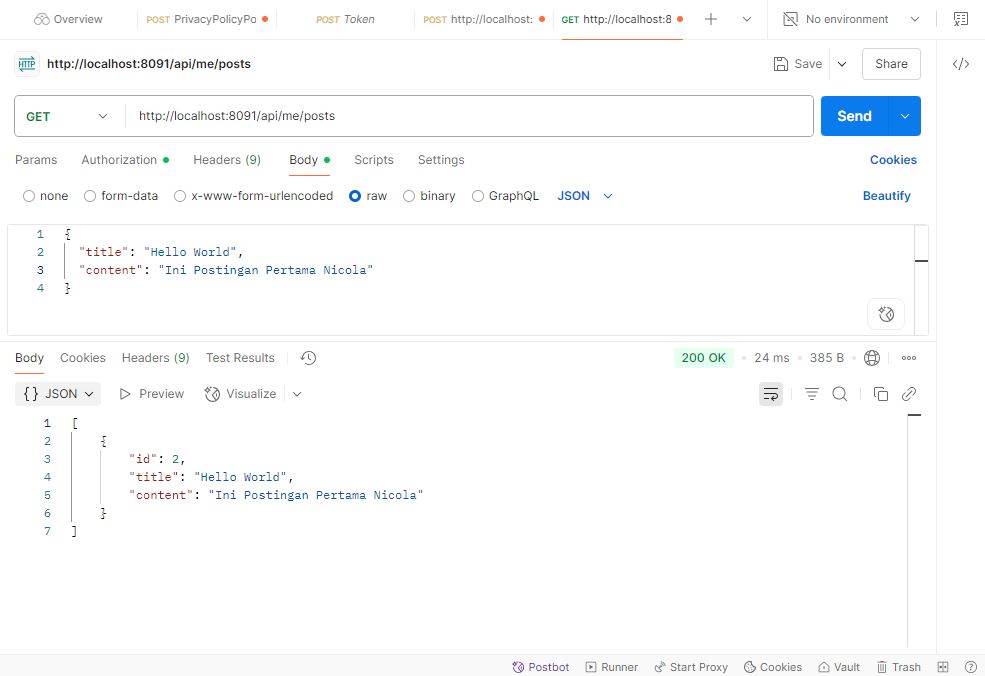 Overview POST PrivacyPolicyPo POST Token POST http://localhost: GET http://localhost:8 No environment
HTTP http://localhost:8091/api/me/posts Save Share
GET http://localhost:8091/api/me/posts Send
Params Authorization Headers (9) Body Scripts Settings Cookies
none form-data x-www-form-urlencoded raw binary GraphQL JSON Beautify
1 {
2 "title": "Hello World",
3 "content": "Ini Postingan Pertama Nicola"
4 }
Body Cookies Headers (9) Test Results 200 OK • 24 ms • 385 B •
{} JSON Preview Visualize
1 [
2 {
3 "id": 2,
4 "title": "Hello World",
5 "content": "Ini Postingan Pertama Nicola"
6 }
7 ]
Postbot Runner Start Proxy Cookies Vault Trash